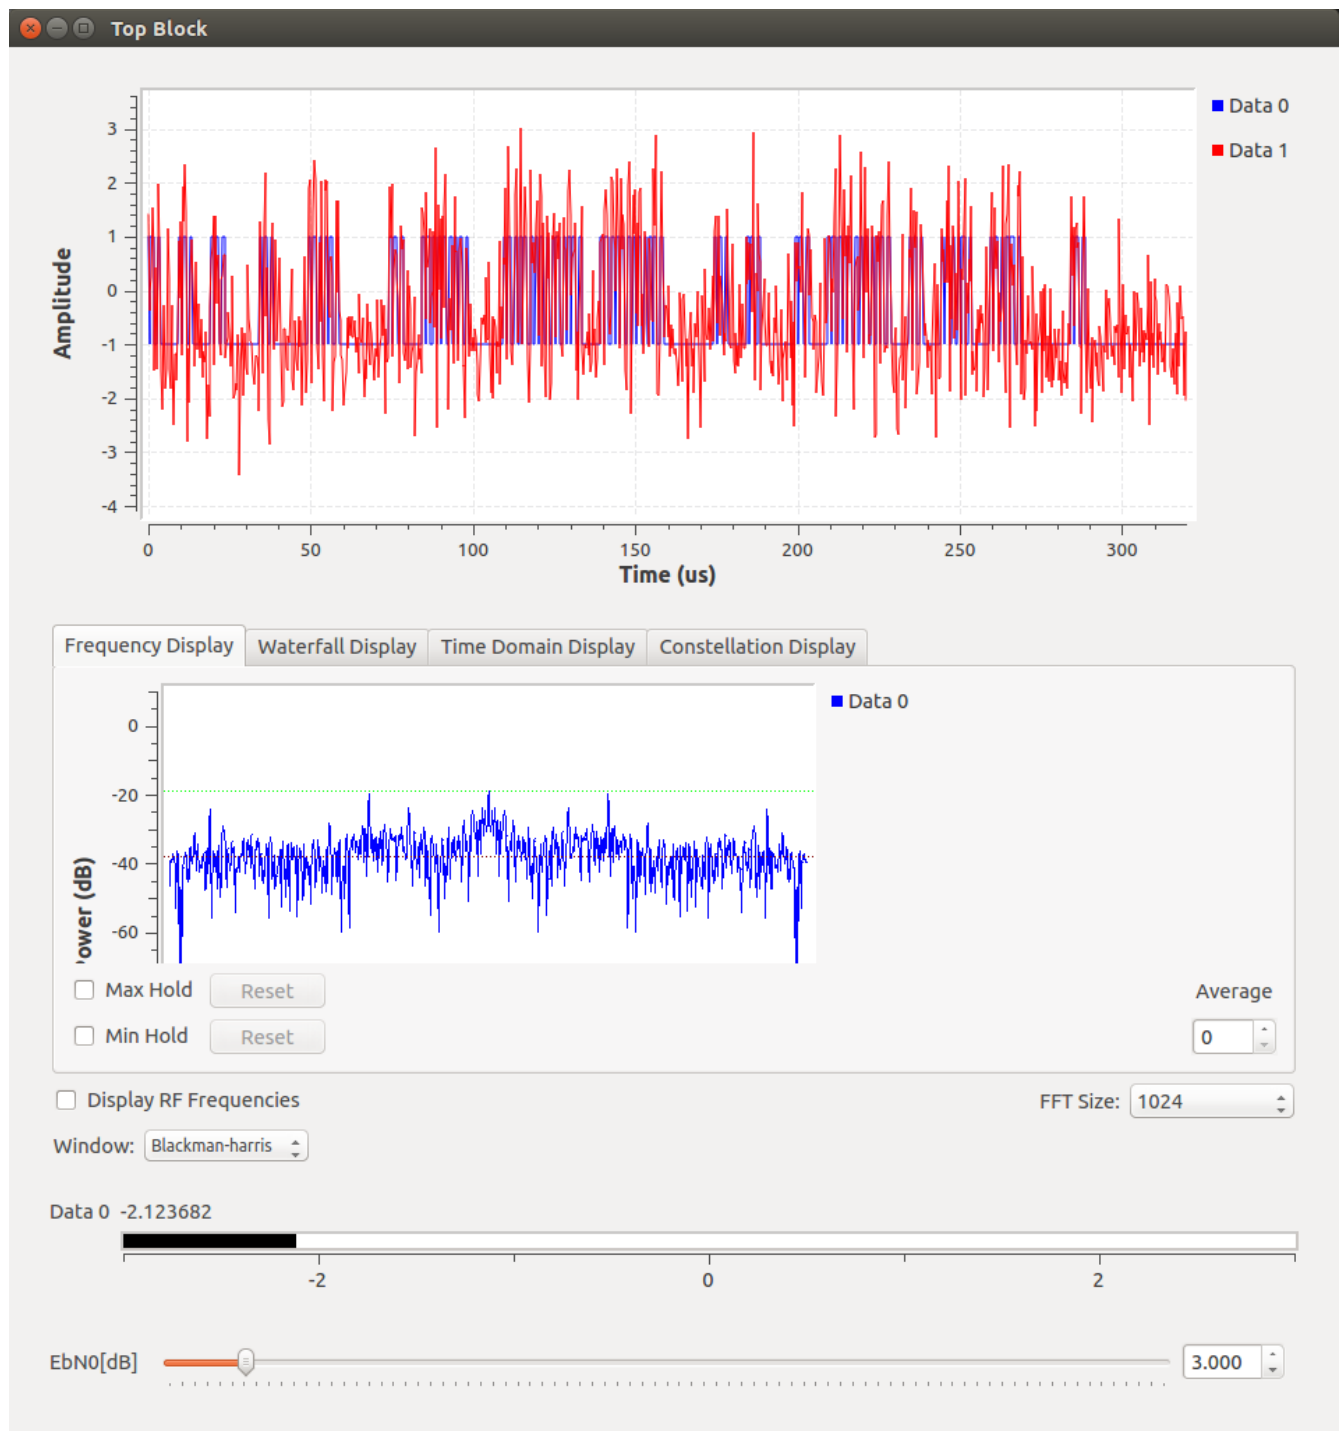 Top Block
Data 0
Data 1
3
2
1
0
-1
-2
-3
-4
Amplitude
0 50 100 150 200 250 300
Time (us)
Frequency Display Waterfall Display Time Domain Display Constellation Display
Data 0
0
-20
-40
-60
Power (dB)
Max Hold Reset
Average
Min Hold Reset
0
Display RF Frequencies
FFT Size: 1024
Window: Blackman-harris
Data 0 -2.123682
-2 0 2
EbN0[dB] 3.000